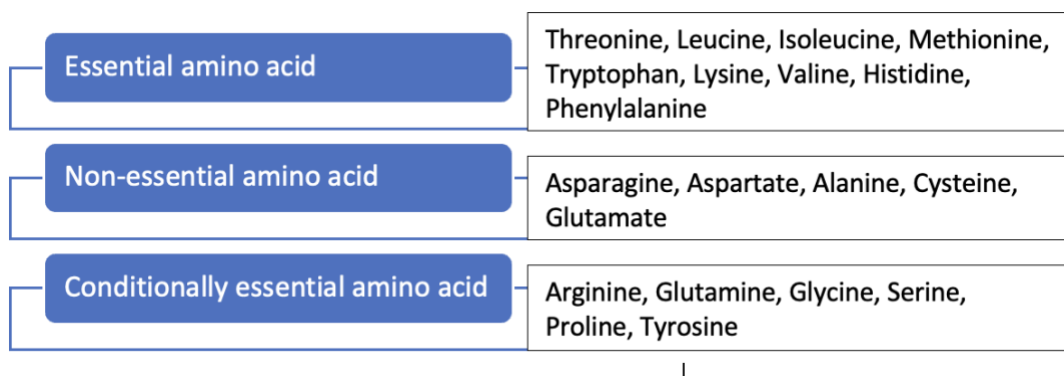 Essential amino acid
Threonine, Leucine, Isoleucine, Methionine,
Tryptophan, Lysine, Valine, Histidine,
Phenylalanine
Non-essential amino acid
Asparagine, Aspartate, Alanine, Cysteine,
Glutamate
Conditionally essential amino acid
Arginine, Glutamine, Glycine, Serine,
Proline, Tyrosine